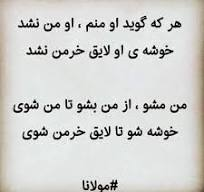 هر که گوید او منم ، او من نشد
خوشه ی او لایق خرمن نشد
من مشو ، از من بشو تا من شوی
خوشه شو تا لایق خرمن شوی
#مولانا